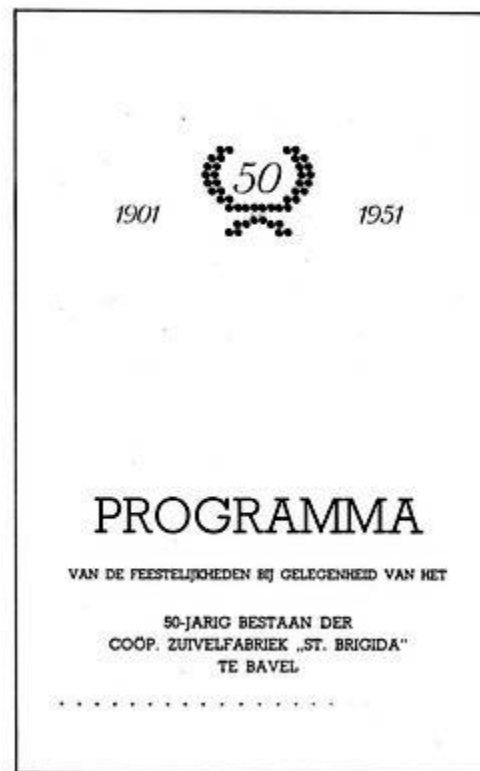 50
1901 1951
PROGRAMMA
VAN DE FEESTELIJKHEDEN BIJ GELEGENHEID VAN HET
50-JARIG BESTAAN DER
COÖP. ZUIVELFABRIEK „ST. BRIGIDA"
TE BAVEL
. . . . . . . . . . . . . . . .